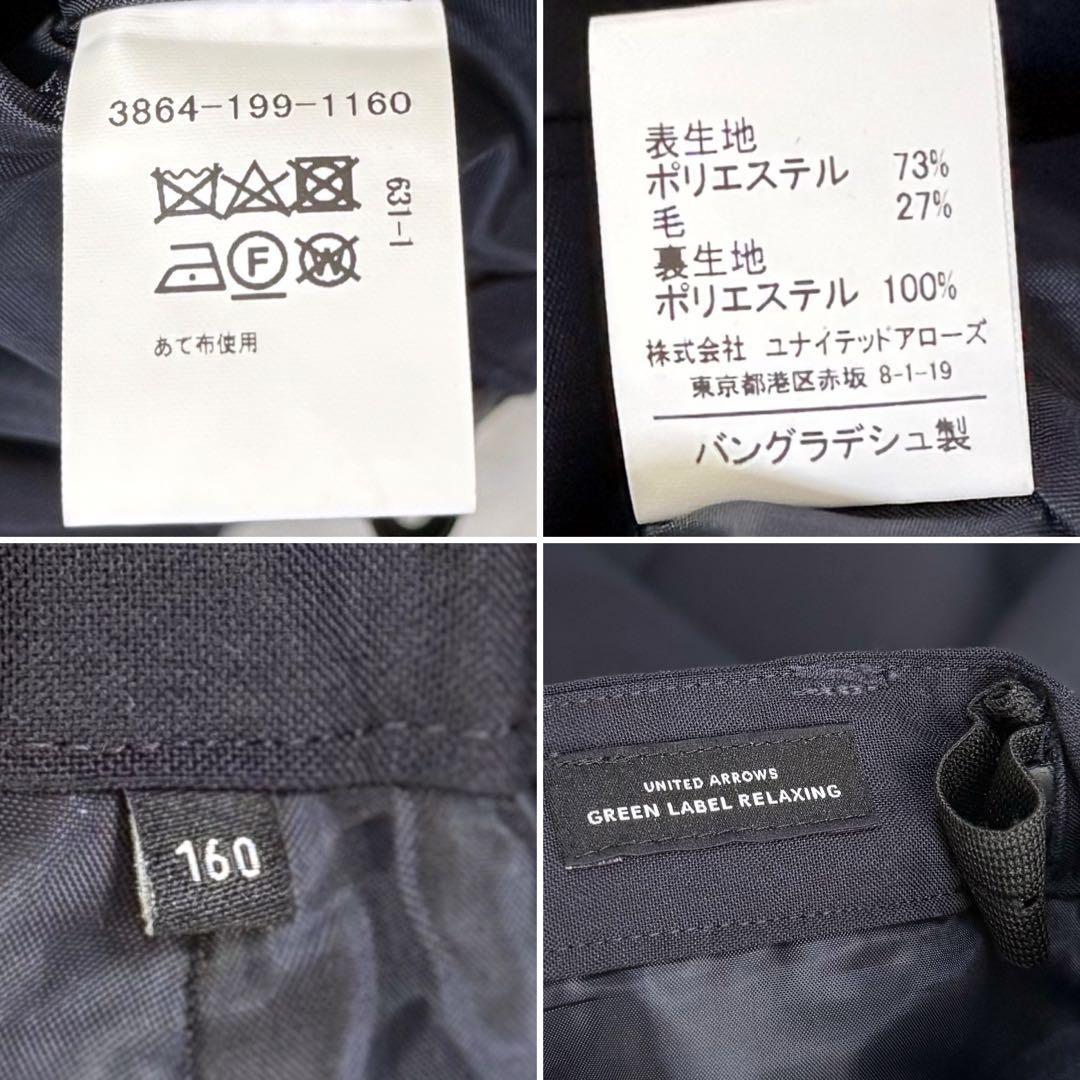 3864-199-1160
631-1
F
W
あて布使用
表生地
ポリエステル 73%
毛 27%
裏生地
ポリエステル 100%
株式会社 ユナイテッドアローズ
東京都港区赤坂 8-1-19
バングラデシュ製
160
UNITED ARROWS
GREEN LABEL RELAXING